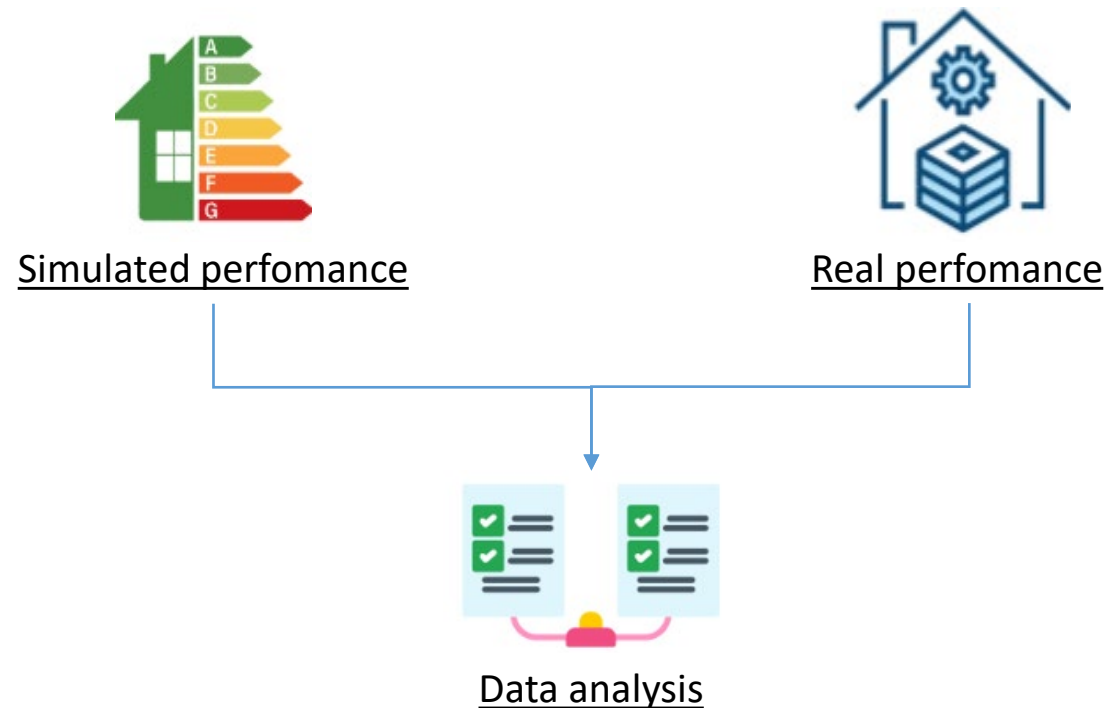 A
B
C
D
E
F
G
Simulated perfomance
Real perfomance
Data analysis